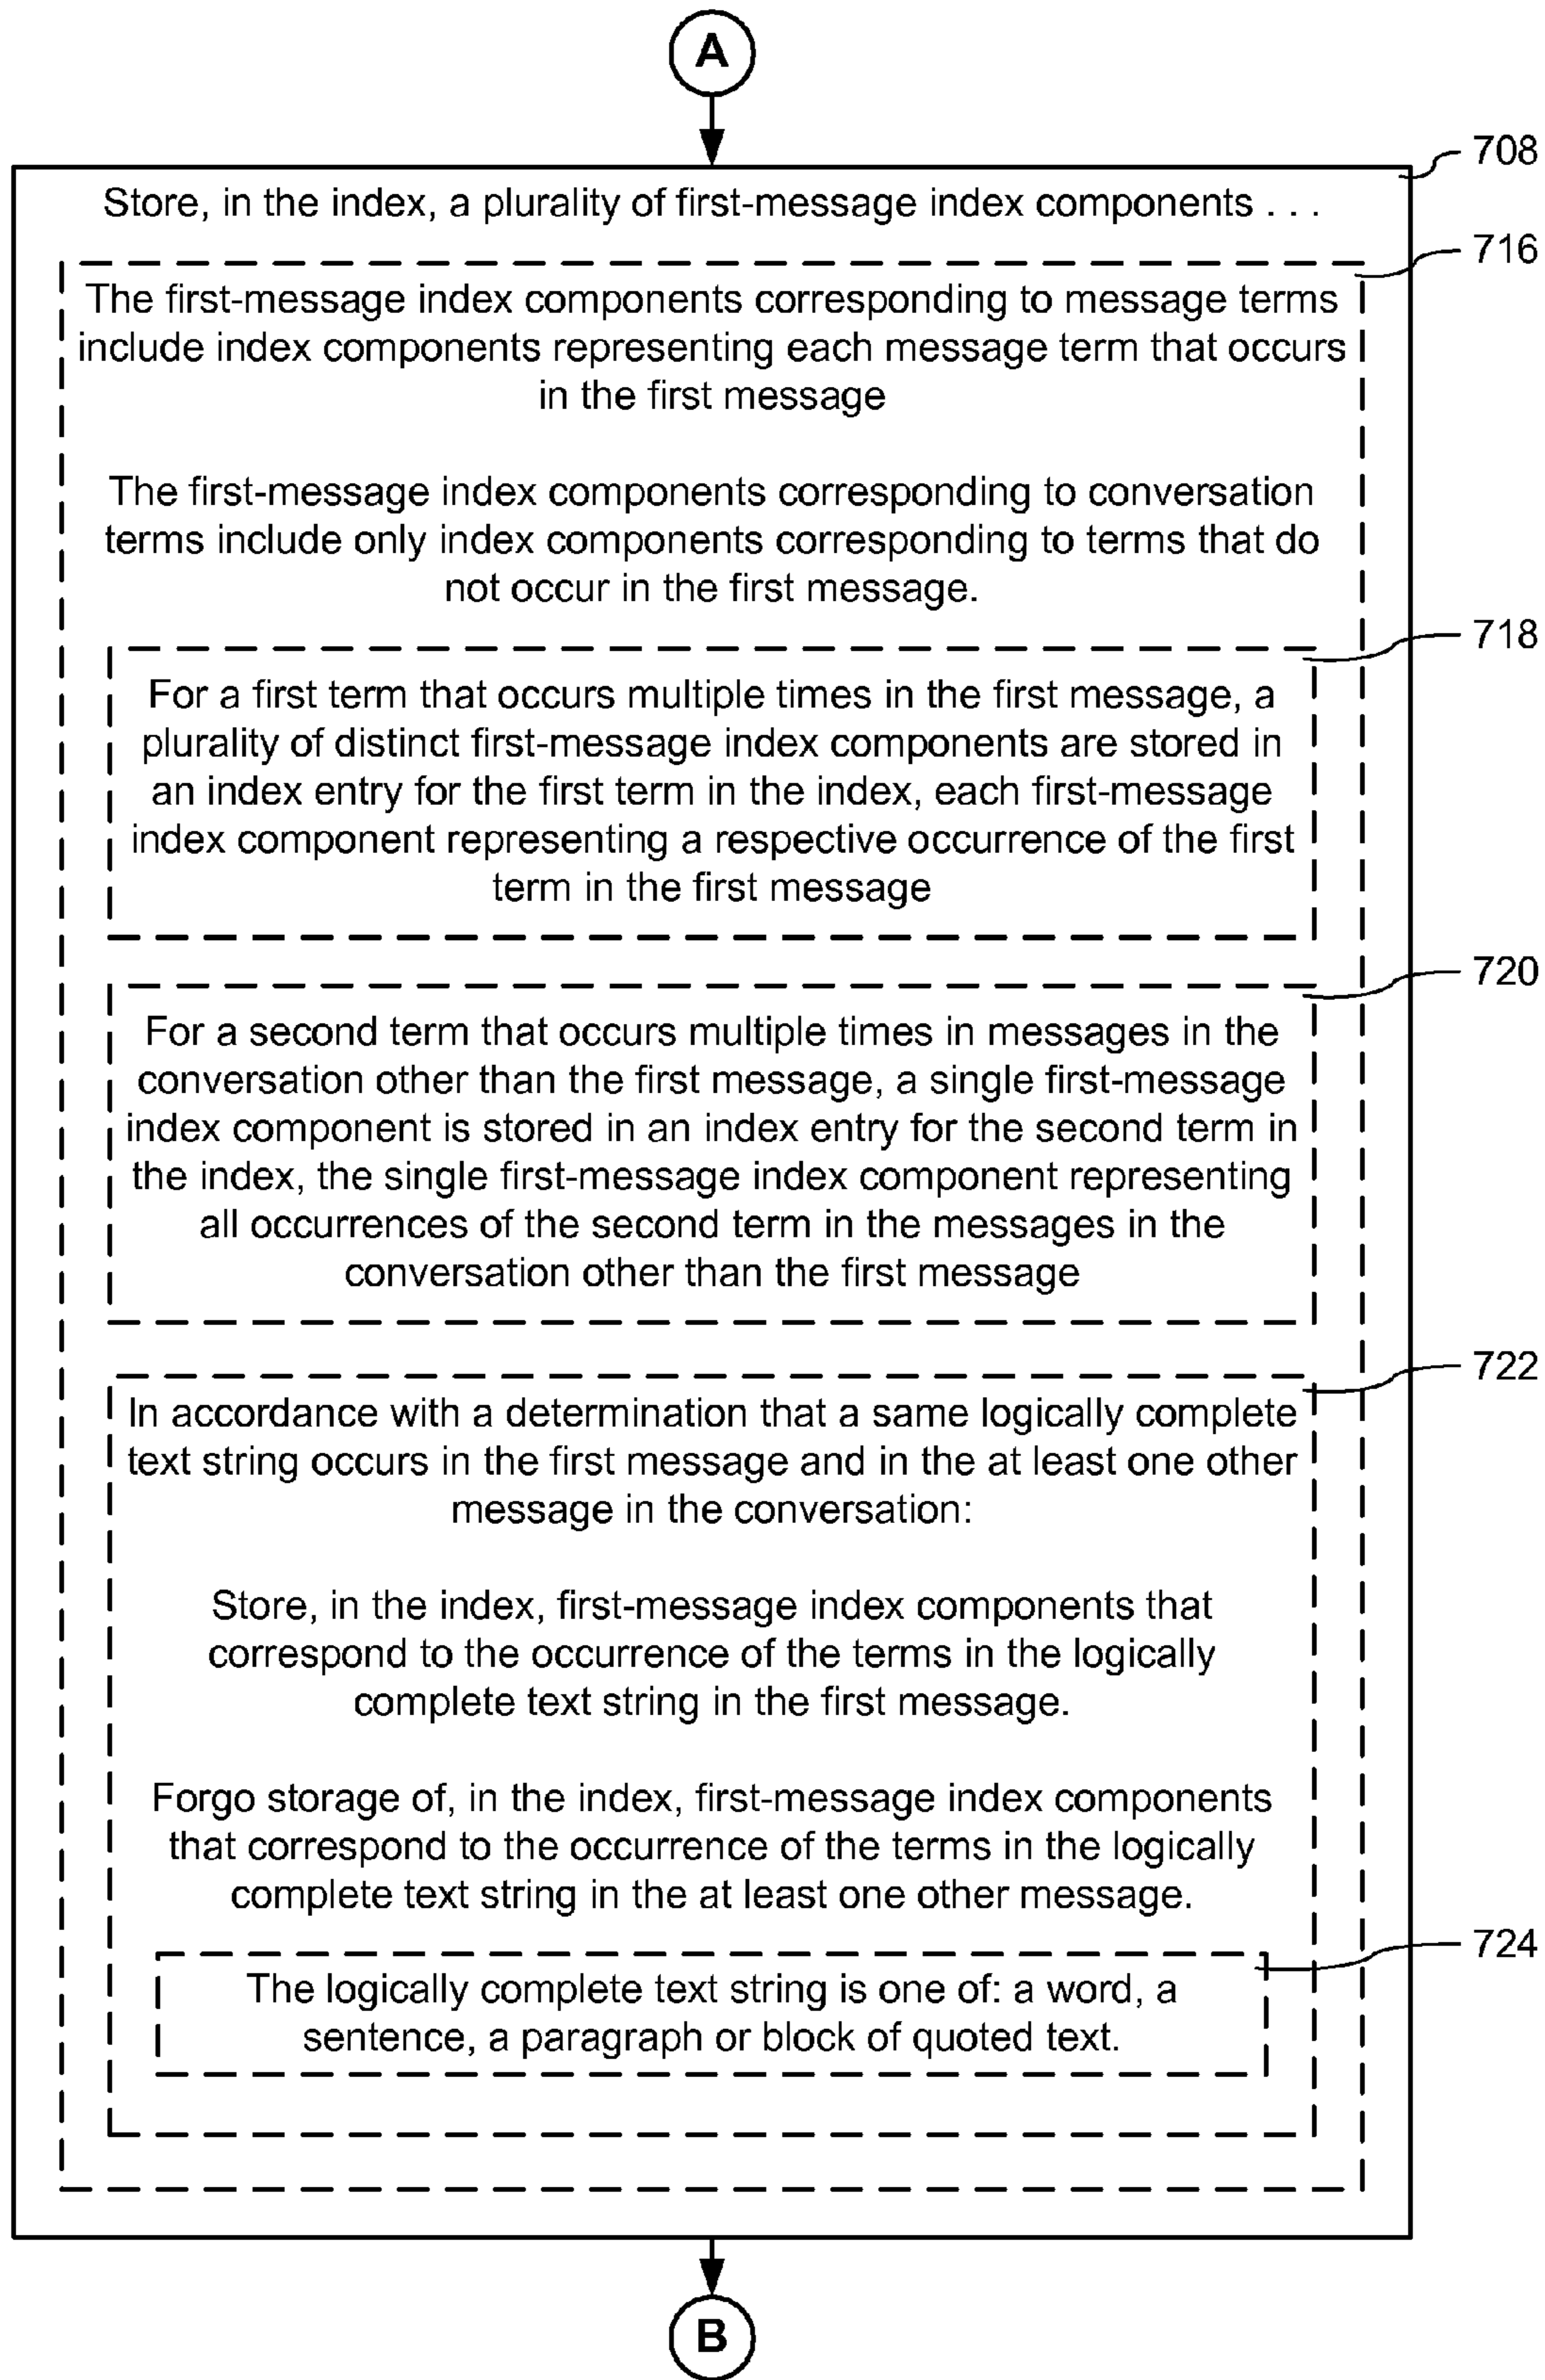 A
708
Store, in the index, a plurality of first-message index components . . .
716
The first-message index components corresponding to message terms
include index components representing each message term that occurs
in the first message
The first-message index components corresponding to conversation
terms include only index components corresponding to terms that do
not occur in the first message.
718
For a first term that occurs multiple times in the first message, a
plurality of distinct first-message index components are stored in
an index entry for the first term in the index, each first-message
index component representing a respective occurrence of the first
term in the first message
720
For a second term that occurs multiple times in messages in the
conversation other than the first message, a single first-message
index component is stored in an index entry for the second term in
the index, the single first-message index component representing
all occurrences of the second term in the messages in the
conversation other than the first message
722
In accordance with a determination that a same logically complete
text string occurs in the first message and in the at least one other
message in the conversation:
Store, in the index, first-message index components that
correspond to the occurrence of the terms in the logically
complete text string in the first message.
Forgo storage of, in the index, first-message index components
that correspond to the occurrence of the terms in the logically
complete text string in the at least one other message.
724
The logically complete text string is one of: a word, a
sentence, a paragraph or block of quoted text.
B